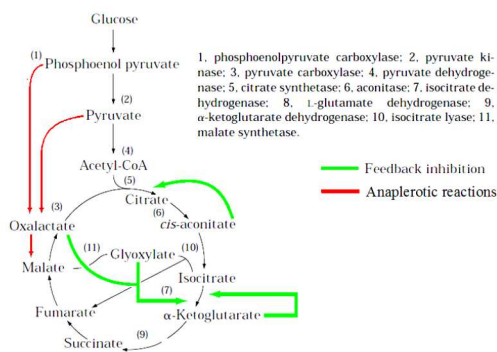 Glucose
(1)
Phosphoenol pyruvate
1, phosphoenolpyruvate carboxylase; 2, pyruvate ki-
nase; 3, pyruvate carboxylase; 4, pyruvate dehydroge-
nase; 5, citrate synthetase; 6, aconitase; 7, isocitrate de-
hydrogenase; 8, L-glutamate dehydrogenase; 9,
α-ketoglutarate dehydrogenase; 10, isocitrate lyase; 11,
malate synthetase.
(2)
Pyruvate
(4)
Acetyl-CoA
(5)
Feedback inhibition
Anaplerotic reactions
Citrate
(3)
(6)
Oxalactate
cis-aconitate
(11)
Glyoxylate
(10)
Malate
Isocitrate
(7)
Fumarate
α-Ketoglutarate
(9)
Succinate